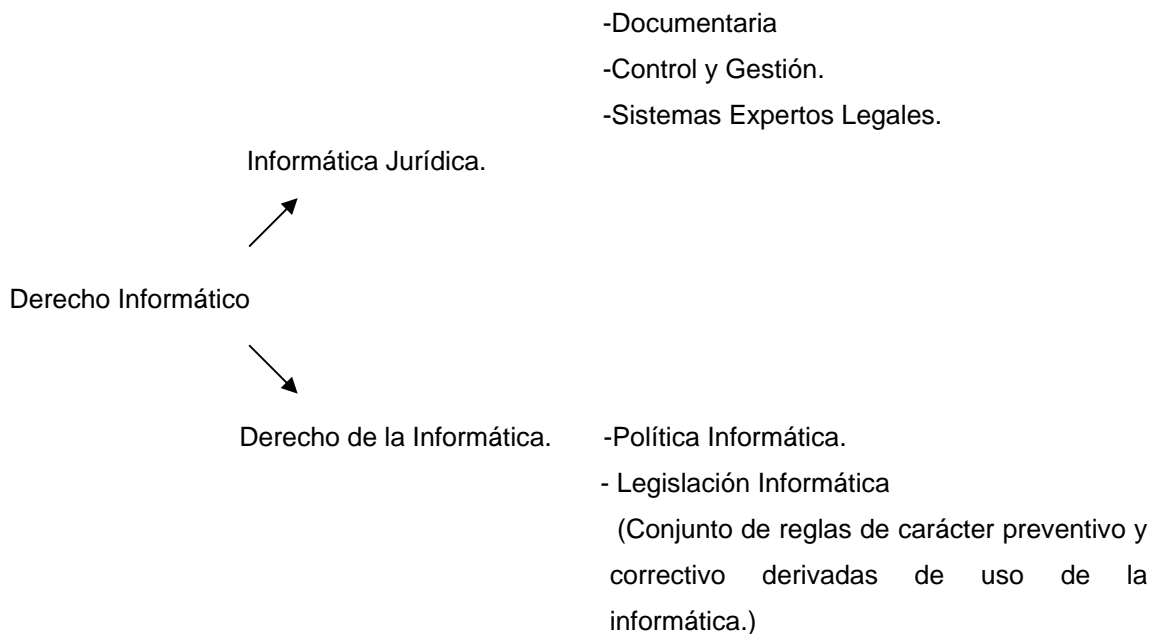 -Documentaria
-Control y Gestión.
-Sistemas Expertos Legales.
Informática Jurídica.
Derecho Informático
Derecho de la Informática.
-Política Informática.
- Legislación Informática
(Conjunto de reglas de carácter preventivo y
correctivo derivadas de uso de la
informática.)